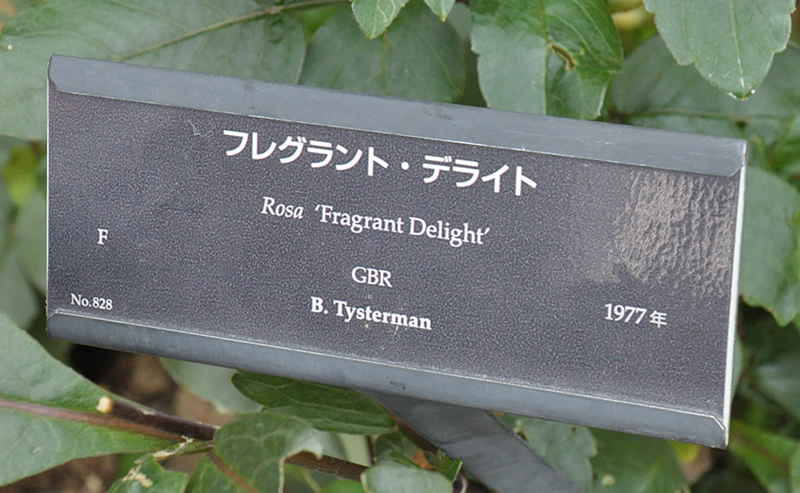 フレグラント・デライト
Rosa 'Fragrant Delight'
F
GBR
No.828
B. Tysterman
1977年